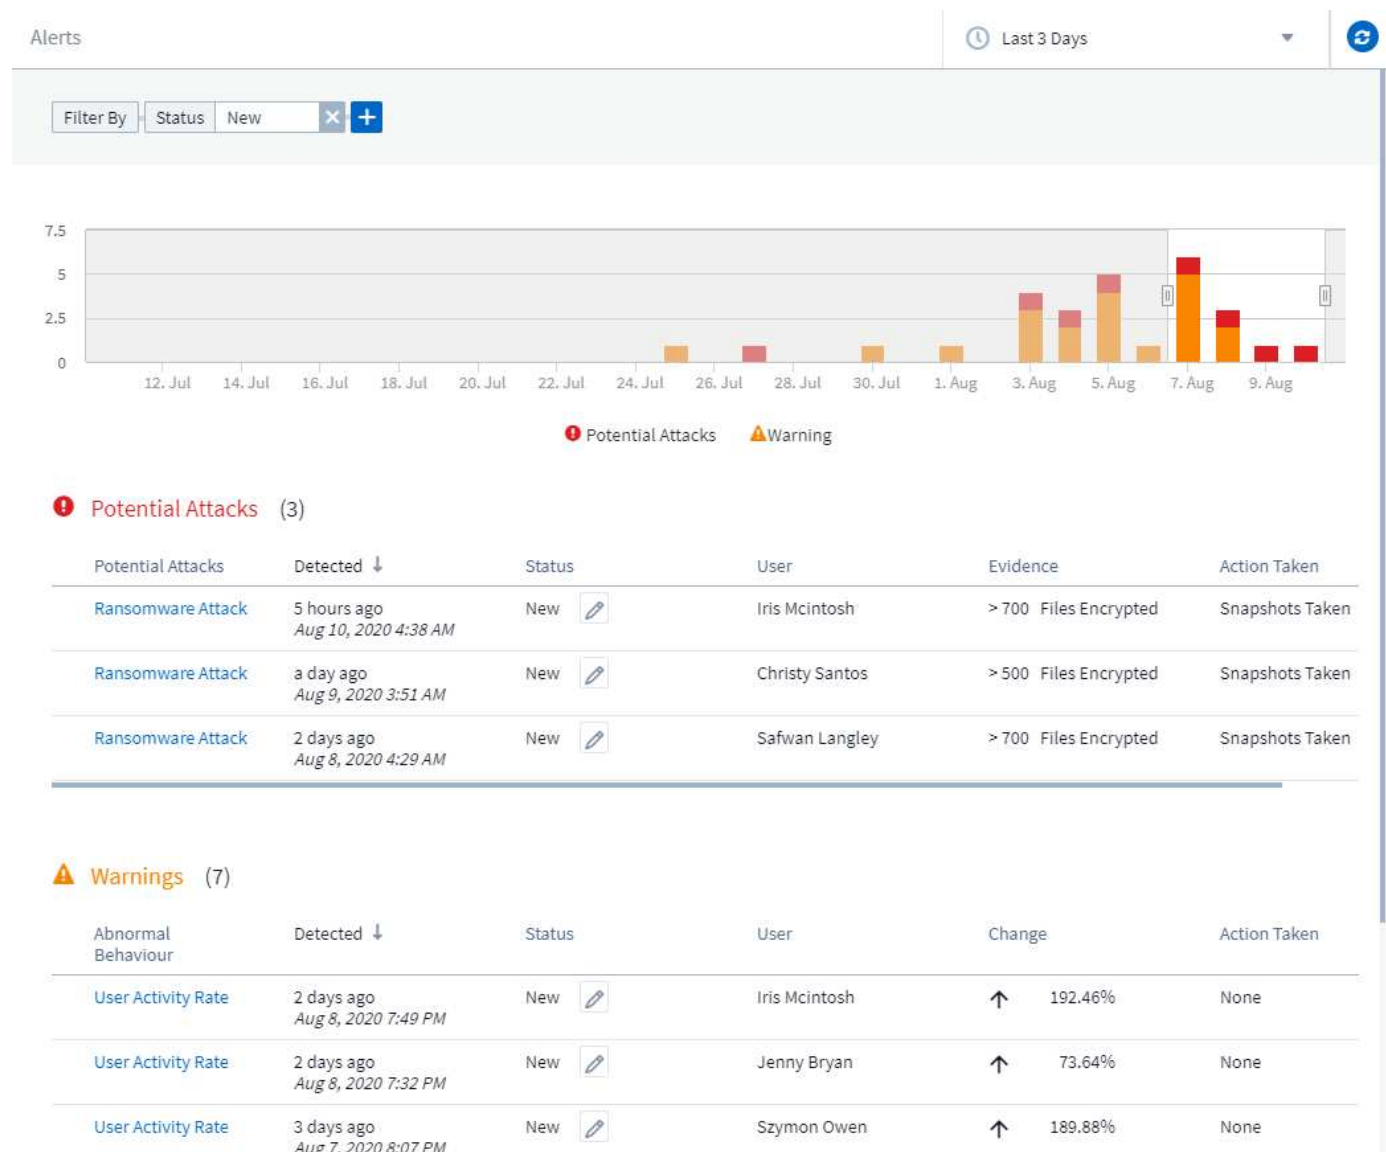 Alerts
Last 3 Days
Filter By Status New
7.5
5
2.5
0
12. Jul 14. Jul 16. Jul 18. Jul 20. Jul 22. Jul 24. Jul 26. Jul 28. Jul 30. Jul 1. Aug 3. Aug 5. Aug 7. Aug 9. Aug
Potential Attacks Warning
Potential Attacks (3)
Potential Attacks Detected ↓ Status User Evidence Action Taken
Ransomware Attack 5 hours ago New Iris Mcintosh > 700 Files Encrypted Snapshots Taken
Aug 10, 2020 4:38 AM
Ransomware Attack a day ago New Christy Santos > 500 Files Encrypted Snapshots Taken
Aug 9, 2020 3:51 AM
Ransomware Attack 2 days ago New Safwan Langley > 700 Files Encrypted Snapshots Taken
Aug 8, 2020 4:29 AM
Warnings (7)
Abnormal Detected ↓ Status User Change Action Taken
Behaviour
User Activity Rate 2 days ago New Iris Mcintosh ↑ 192.46% None
Aug 8, 2020 7:49 PM
User Activity Rate 2 days ago New Jenny Bryan ↑ 73.64% None
Aug 8, 2020 7:32 PM
User Activity Rate 3 days ago New Szymon Owen ↑ 189.88% None
Aug 7, 2020 8:07 PM